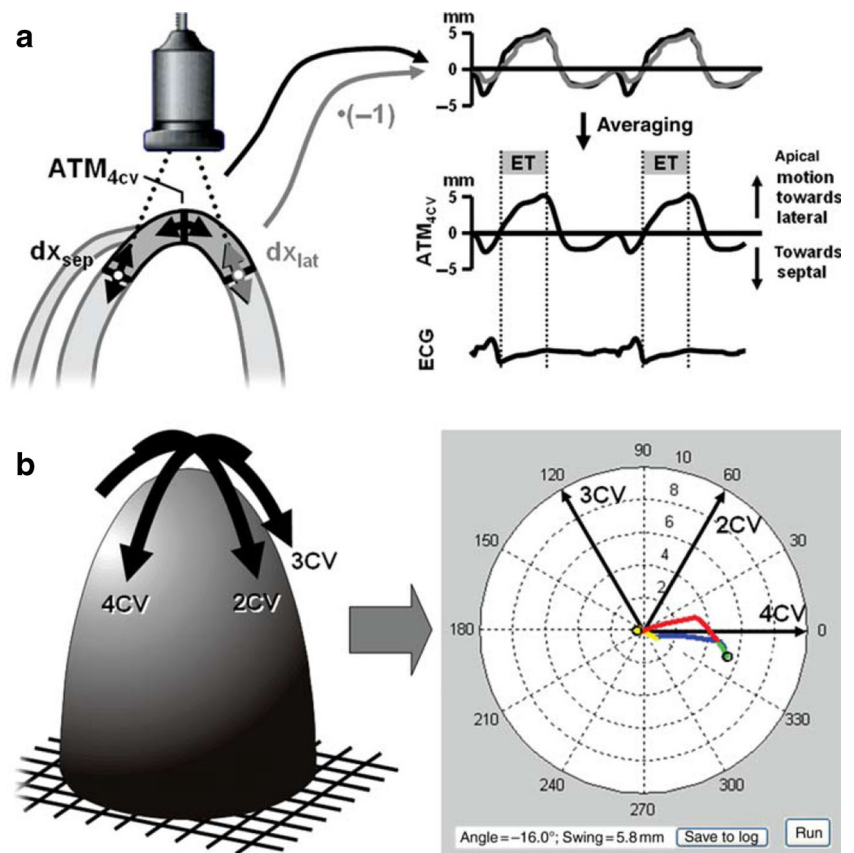 a
ATM4cv
dxsep
dxlat
·(−1)
mm
5
0
−5
Averaging
ET
ET
mm
5
0
−5
ATM4CV
Apical
motion
towards
lateral
Towards
septal
ECG
b
4CV
2CV
3CV
90
10
120
60
8
6
4
2
150
30
180
0
210
330
240
300
270
3CV
2CV
4CV
Angle=−16.0°; Swing=5.8mm
Save to log
Run